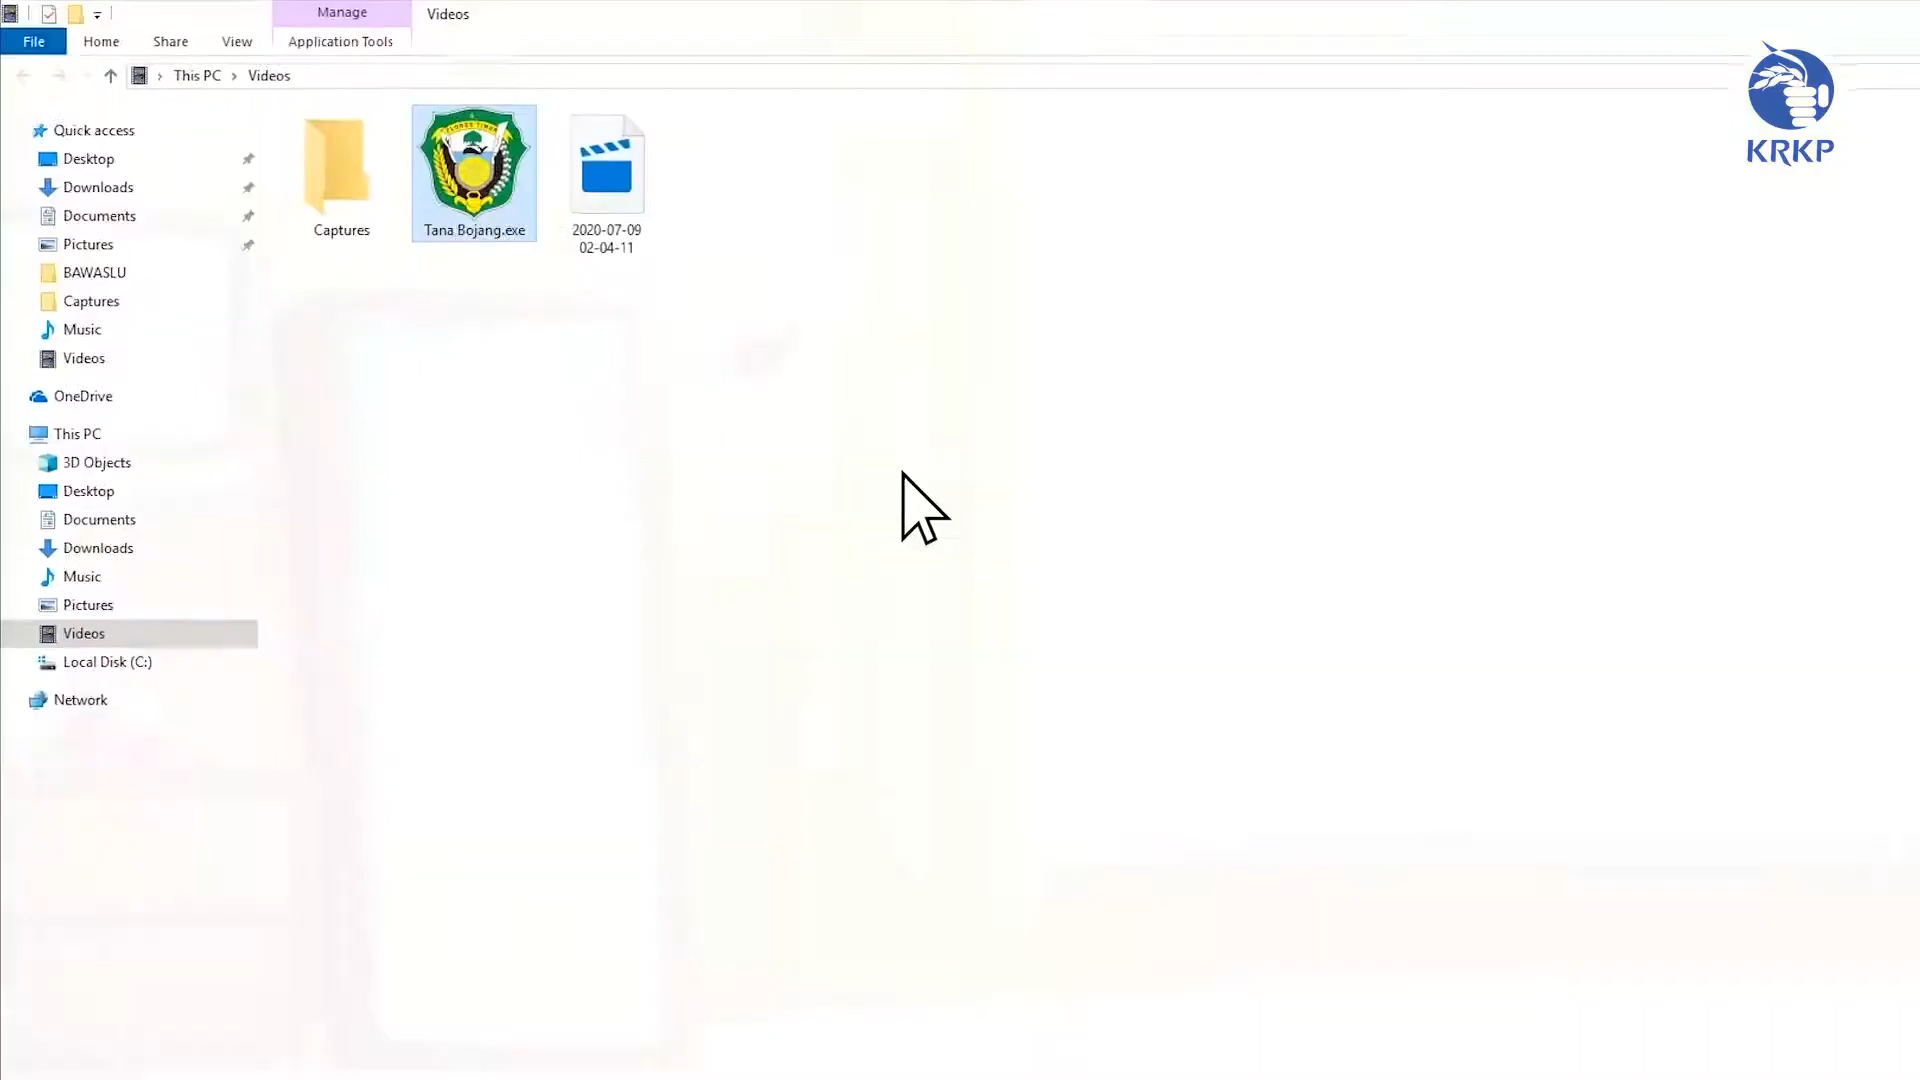 Manage
Videos
File
Home
Share
View
Application Tools
This PC
Videos
KRKP
Quick access
Desktop
Downloads
Documents
Pictures
BAWASLU
Captures
Music
Videos
OneDrive
This PC
3D Objects
Desktop
Documents
Downloads
Music
Pictures
Videos
Local Disk (C:)
Network
FLORES TIMUR
Captures
Tana Bojang.exe
2020-07-09
02-04-11